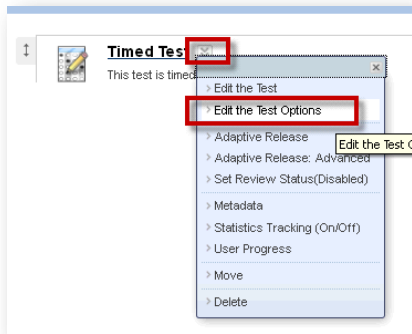 Timed Test
This test is timed
Edit the Test
Edit the Test Options
Adaptive Release
Edit the Test
Adaptive Release: Advanced
Set Review Status(Disabled)
Metadata
Statistics Tracking (On/Off)
User Progress
Move
Delete